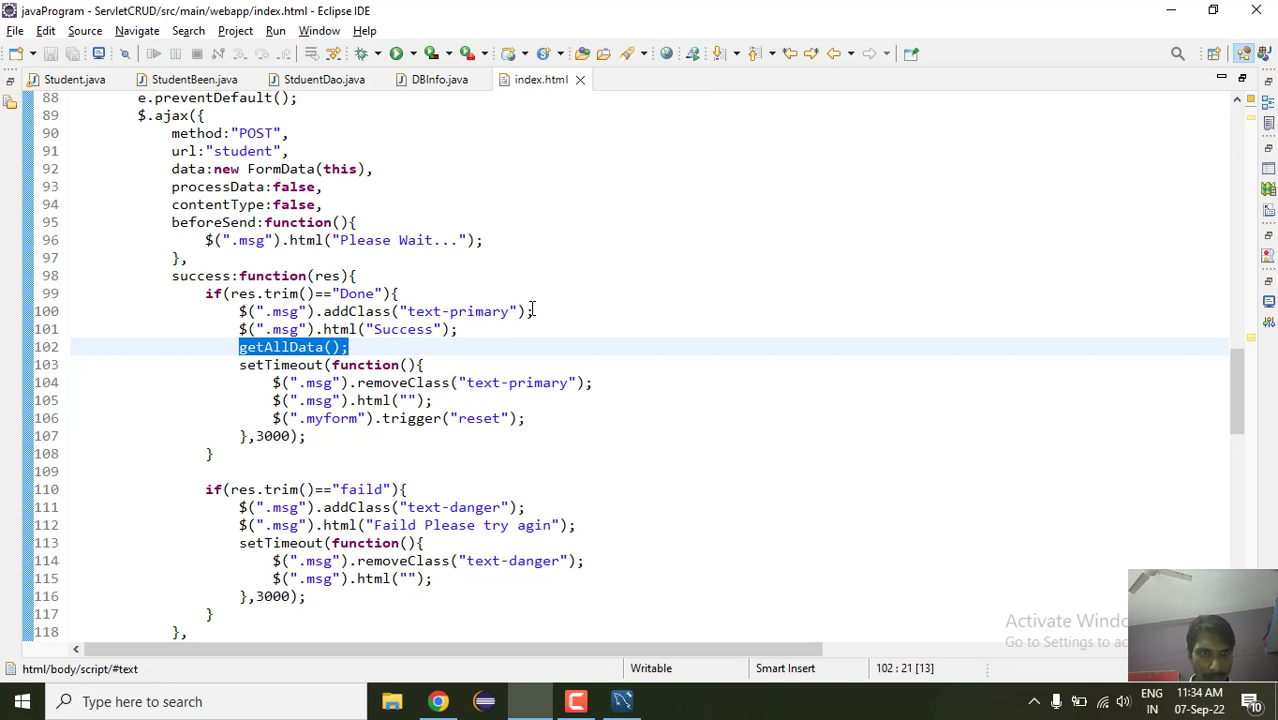 javaProgram - ServletCRUD/src/main/webapp/index.html - Eclipse IDE
File Edit Source Navigate Search Project Run Window Help
Student.java StudentBeen.java StduentDao.java DBInfo.java index.html
88 e.preventDefault();
89 $.ajax({
90 method:"POST",
91 url:"student",
92 data:new FormData(this),
93 processData:false,
94 contentType:false,
95 beforeSend:function(){
96 $(".msg").html("Please Wait...");
97 },
98 success:function(res){
99 if(res.trim()=="Done"){
100 $(".msg").addClass("text-primary");
101 $(".msg").html("Success");
102 getAllData();
103 setTimeout(function(){
104 $(".msg").removeClass("text-primary");
105 $(".msg").html("");
106 $(".myform").trigger("reset");
107 },3000);
108 }
109
110 if(res.trim()=="faild"){
111 $(".msg").addClass("text-danger");
112 $(".msg").html("Faild Please try agin");
113 setTimeout(function(){
114 $(".msg").removeClass("text-danger");
115 $(".msg").html("");
116 },3000);
117 }
118 },
Activate Windo
Go to Settings to ac
html/body/script/#text Writable Smart Insert 102 : 21 [13]
Type here to search
ENG
IN
11:34 AM
07-Sep-22
10